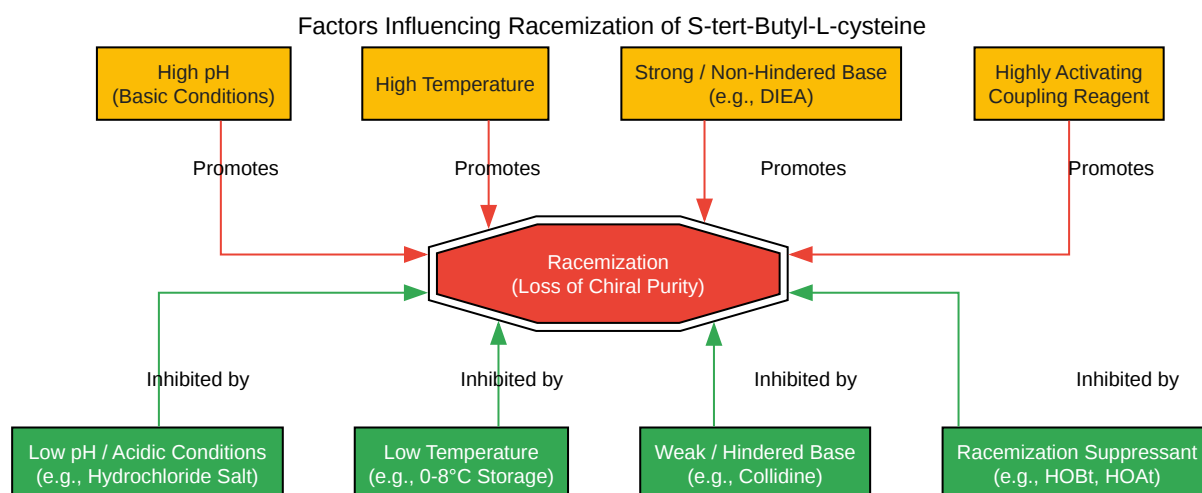 Factors Influencing Racemization of S-tert-Butyl-L-cysteine
High pH
(Basic Conditions)
High Temperature
Strong / Non-Hindered Base
(e.g., DIEA)
Highly Activating
Coupling Reagent
Promotes
Promotes
Promotes
Promotes
Racemization
(Loss of Chiral Purity)
Inhibited by
Inhibited by
Inhibited by
Inhibited by
Low pH / Acidic Conditions
(e.g., Hydrochloride Salt)
Low Temperature
(e.g., 0-8°C Storage)
Weak / Hindered Base
(e.g., Collidine)
Racemization Suppressant
(e.g., HOBt, HOAt)